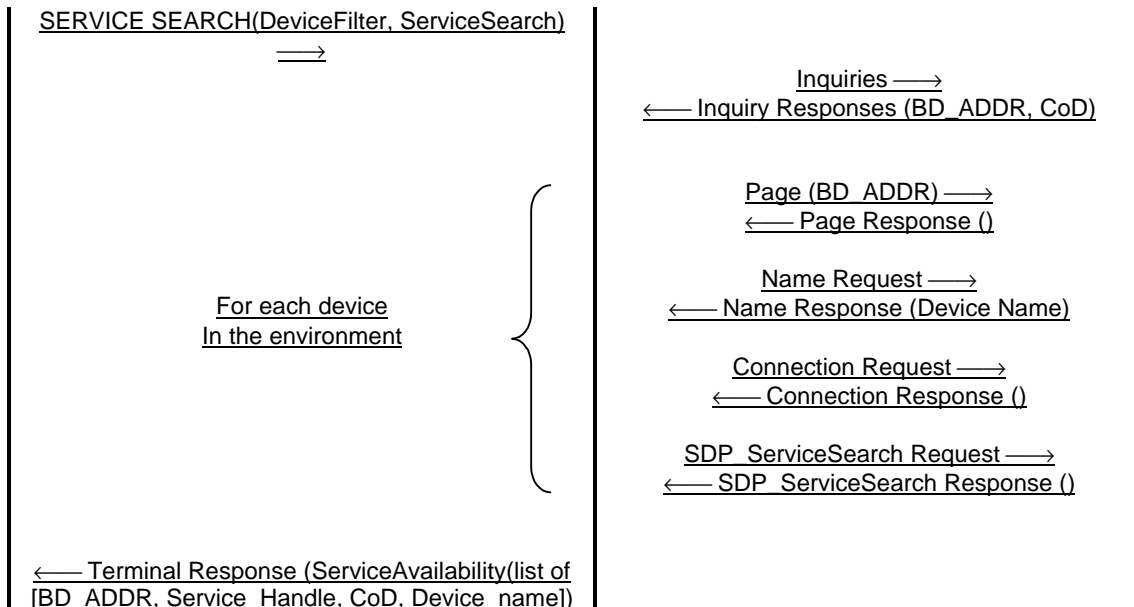 SERVICE SEARCH(DeviceFilter, ServiceSearch)
⟶
Inquiries ⟶
⟵ Inquiry Responses (BD_ADDR, CoD)
Page (BD_ADDR) ⟶
⟵ Page Response ()
Name Request ⟶
⟵ Name Response (Device Name)
For each device
In the environment
Connection Request ⟶
⟵ Connection Response ()
SDP_ServiceSearch Request ⟶
⟵ SDP_ServiceSearch Response ()
⟵ Terminal Response (ServiceAvailability(list of
[BD_ADDR, Service_Handle, CoD, Device_name])